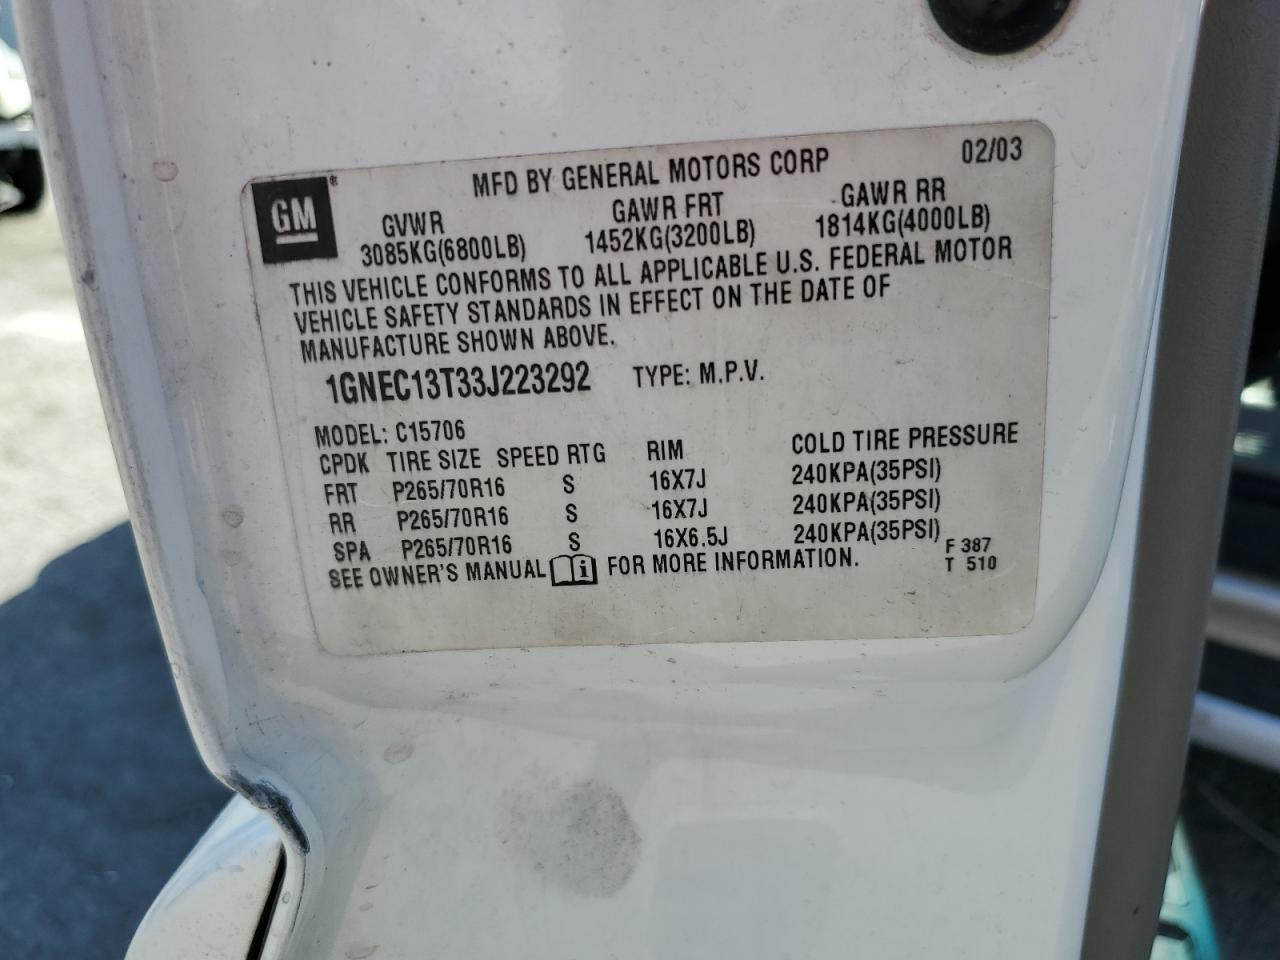 02/03
MFD BY GENERAL MOTORS CORP
GM®
GVWR GAWR FRT GAWR RR
3085KG(6800LB) 1452KG(3200LB) 1814KG(4000LB)
THIS VEHICLE CONFORMS TO ALL APPLICABLE U.S. FEDERAL MOTOR
VEHICLE SAFETY STANDARDS IN EFFECT ON THE DATE OF
MANUFACTURE SHOWN ABOVE.
1GNEC13T33J223292 TYPE: M.P.V.
MODEL: C15706
CPDK TIRE SIZE SPEED RTG RIM COLD TIRE PRESSURE
FRT P265/70R16 S 16X7J 240KPA(35PSI)
RR P265/70R16 S 16X7J 240KPA(35PSI)
SPA P265/70R16 S 16X6.5J 240KPA(35PSI)
SEE OWNER'S MANUAL i FOR MORE INFORMATION.
F 387
T 510